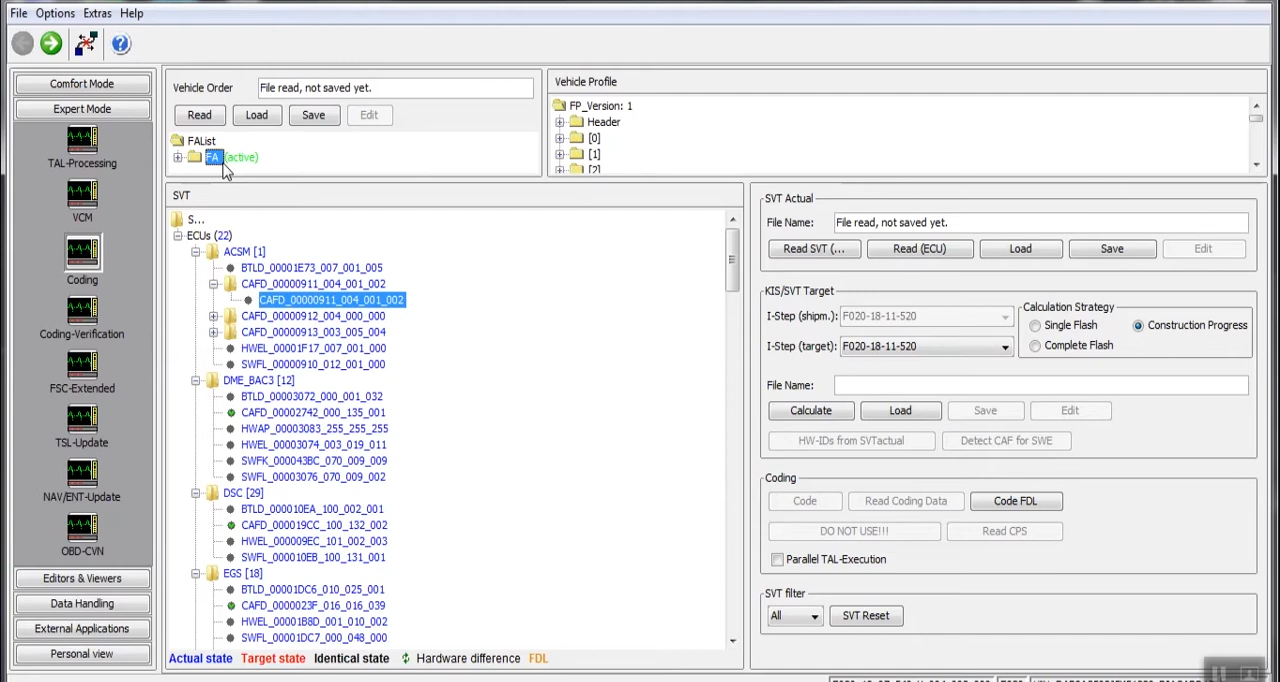 File Options Extras Help
Comfort Mode
Expert Mode
TAL-Processing
VCM
Coding
Coding-Verification
FSC-Extended
TSL-Update
NAV/ENT-Update
OBD-CVN
Editors & Viewers
Data Handling
External Applications
Personal view
Vehicle Order File read, not saved yet.
Read Load Save Edit
FAList
FA (active)
Vehicle Profile
FP_Version: 1
Header
[0]
[1]
[2]
SVT
S...
ECUs (22)
ACSM [1]
BTLD_00001E73_007_001_005
CAFD_00000911_004_001_002
CAFD_00000911_004_001_002
CAFD_00000912_004_000_000
CAFD_00000913_003_005_004
HWEL_00001F17_007_001_000
SWFL_00000910_012_001_000
DME_BAC3 [12]
BTLD_00003072_000_001_032
CAFD_00002742_000_135_001
HWAP_00003083_255_255_255
HWEL_00003074_003_019_011
SWFK_000043BC_070_009_009
SWFL_00003076_070_009_002
DSC [29]
BTLD_000010EA_100_002_001
CAFD_000019CC_100_132_002
HWEL_000009EC_101_002_003
SWFL_000010EB_100_131_001
EGS [18]
BTLD_00001DC6_010_025_001
CAFD_0000023F_016_016_039
HWEL_00001B8D_001_010_002
SWFL_00001DC7_000_048_000
Actual state Target state Identical state Hardware difference FDL
SVT Actual
File Name: File read, not saved yet.
Read SVT (... Read (ECU) Load Save Edit
KIS/SVT Target
I-Step (shipm.): F020-18-11-520
I-Step (target): F020-18-11-520
Calculation Strategy
Single Flash Construction Progress
Complete Flash
File Name:
Calculate Load Save Edit
HW-IDs from SVTactual Detect CAF for SWE
Coding
Code Read Coding Data Code FDL
DO NOT USE!!! Read CPS
Parallel TAL-Execution
SVT filter
All SVT Reset